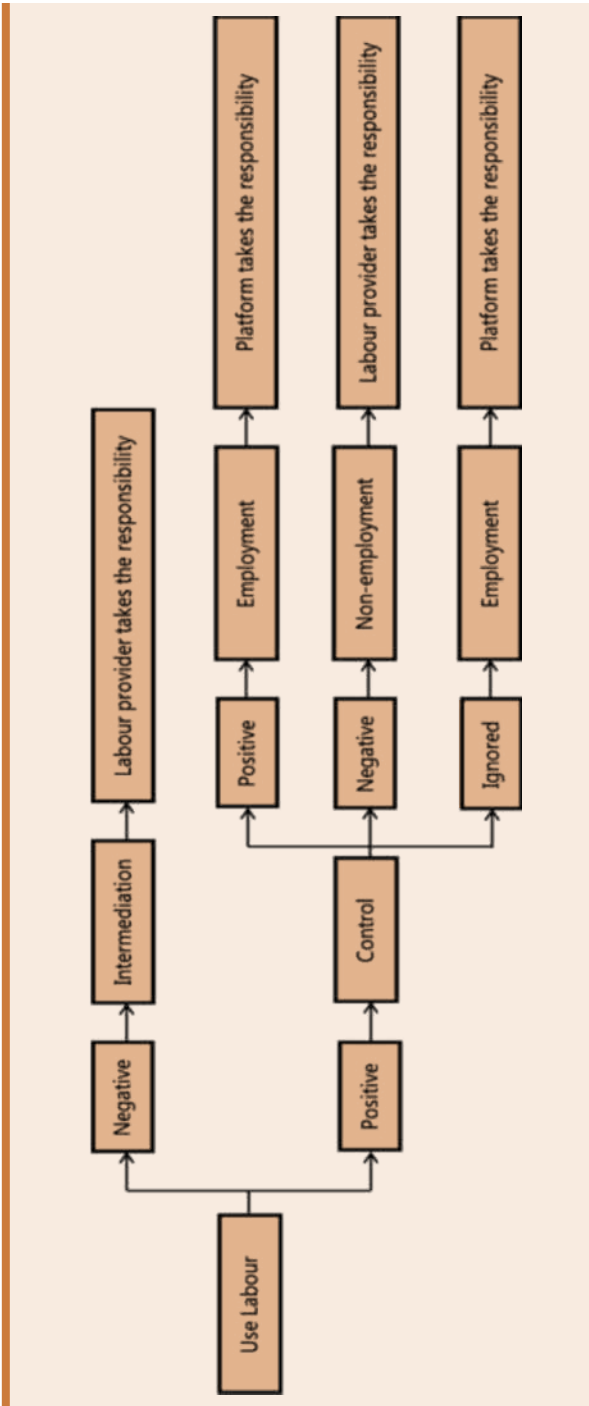 Use Labour
Negative
Intermediation
Labour provider takes the responsibility
Positive
Control
Positive
Employment
Platform takes the responsibility
Negative
Non-employment
Labour provider takes the responsibility
Ignored
Employment
Platform takes the responsibility